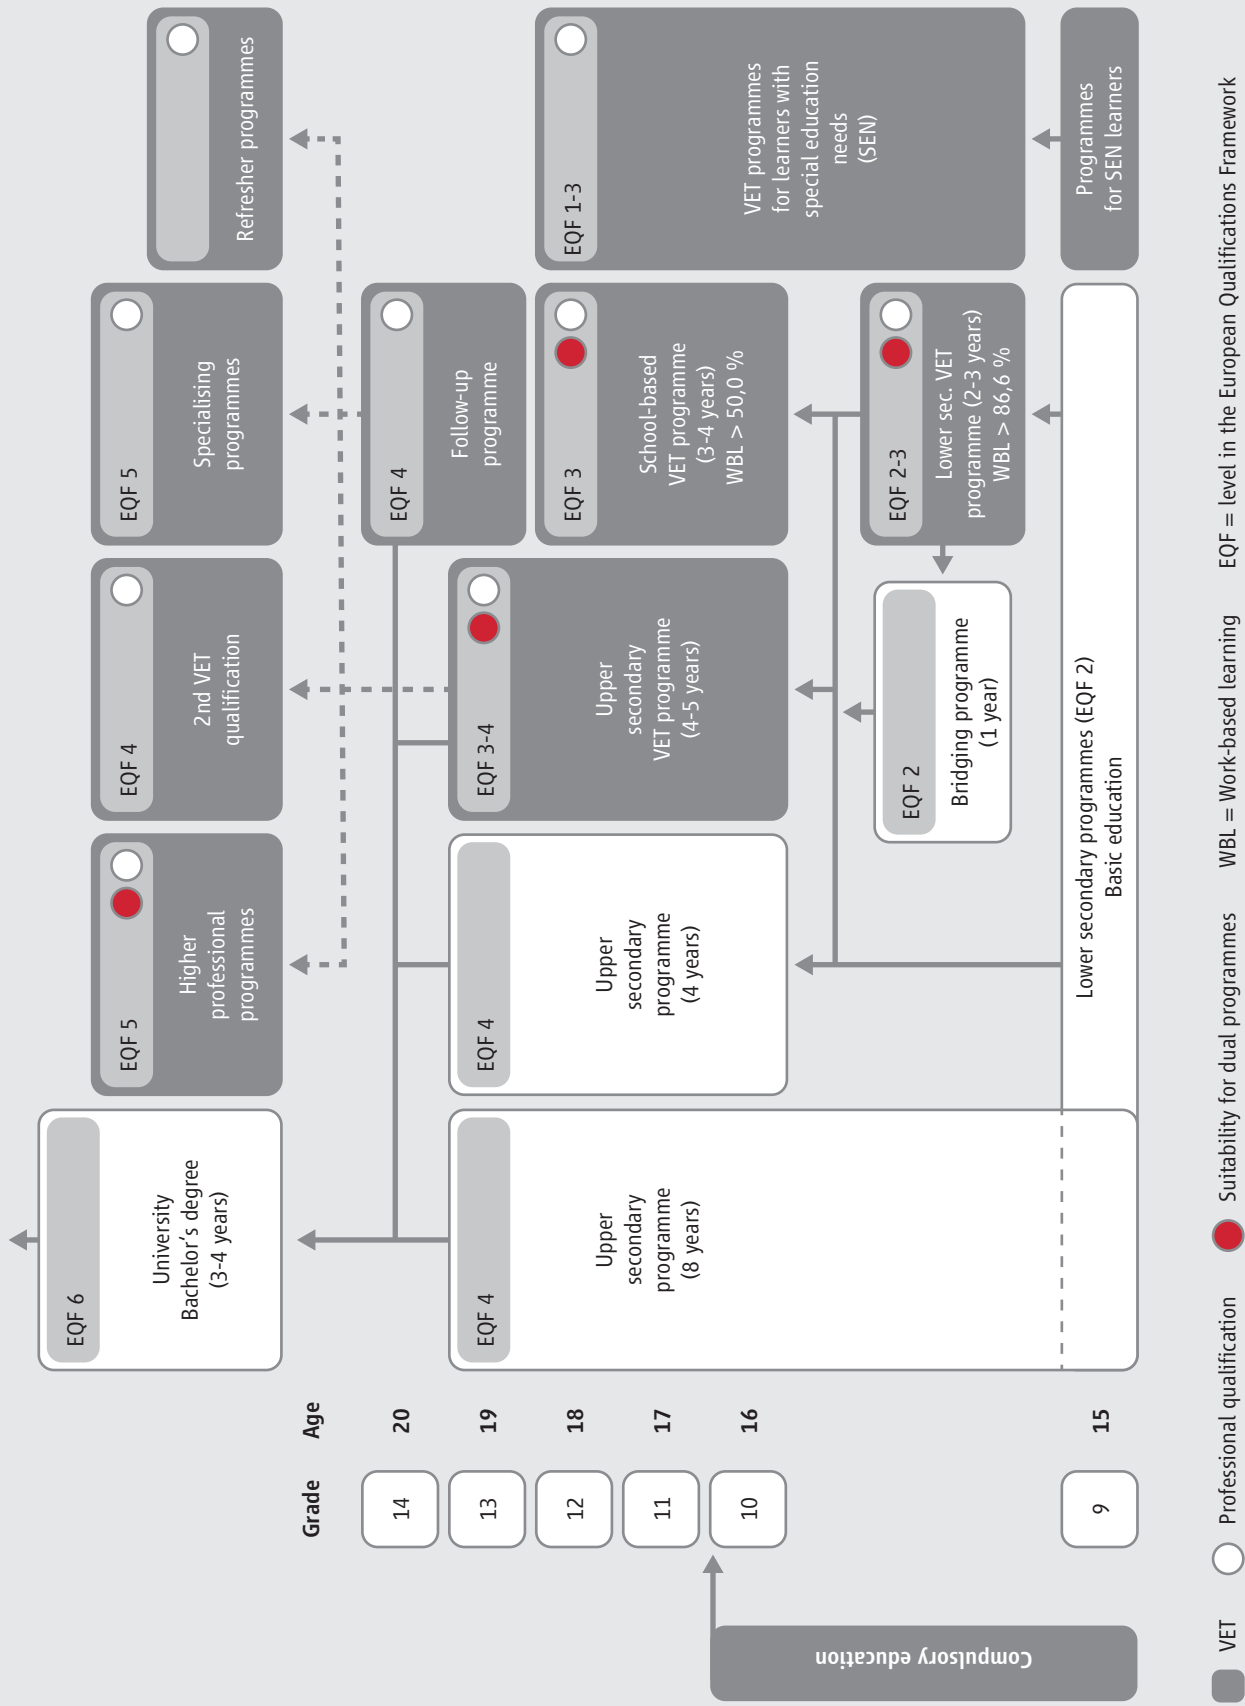 EQF 6
University
Bachelor's degree
(3-4 years)
EQF 5
Higher
professional
programmes
EQF 4
2nd VET
qualification
EQF 5
Specialising
programmes
Refresher programmes
Grade
Age
14
20
13
19
12
18
11
17
10
16
9
15
Compulsory education
EQF 4
Upper
secondary
programme
(8 years)
EQF 4
Upper
secondary
programme
(4 years)
EQF 3-4
Upper
secondary
VET programme
(4-5 years)
EQF 4
Follow-up
programme
EQF 3
School-based
VET programme
(3-4 years)
WBL > 50,0 %
EQF 1-3
VET programmes
for learners with
special education
needs
(SEN)
EQF 2
Bridging programme
(1 year)
EQF 2-3
Lower sec. VET
programme (2-3 years)
WBL > 86,6 %
Lower secondary programmes (EQF 2)
Basic education
Programmes
for SEN learners
VET
Professional qualification
Suitability for dual programmes
WBL = Work-based learning
EQF = level in the European Qualifications Framework